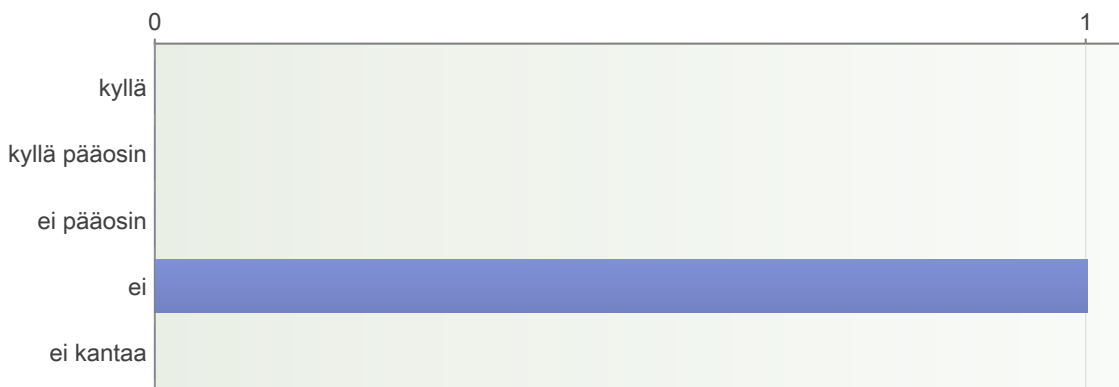 0 1
kyllä
kyllä pääosin
ei pääosin
ei
ei kantaa